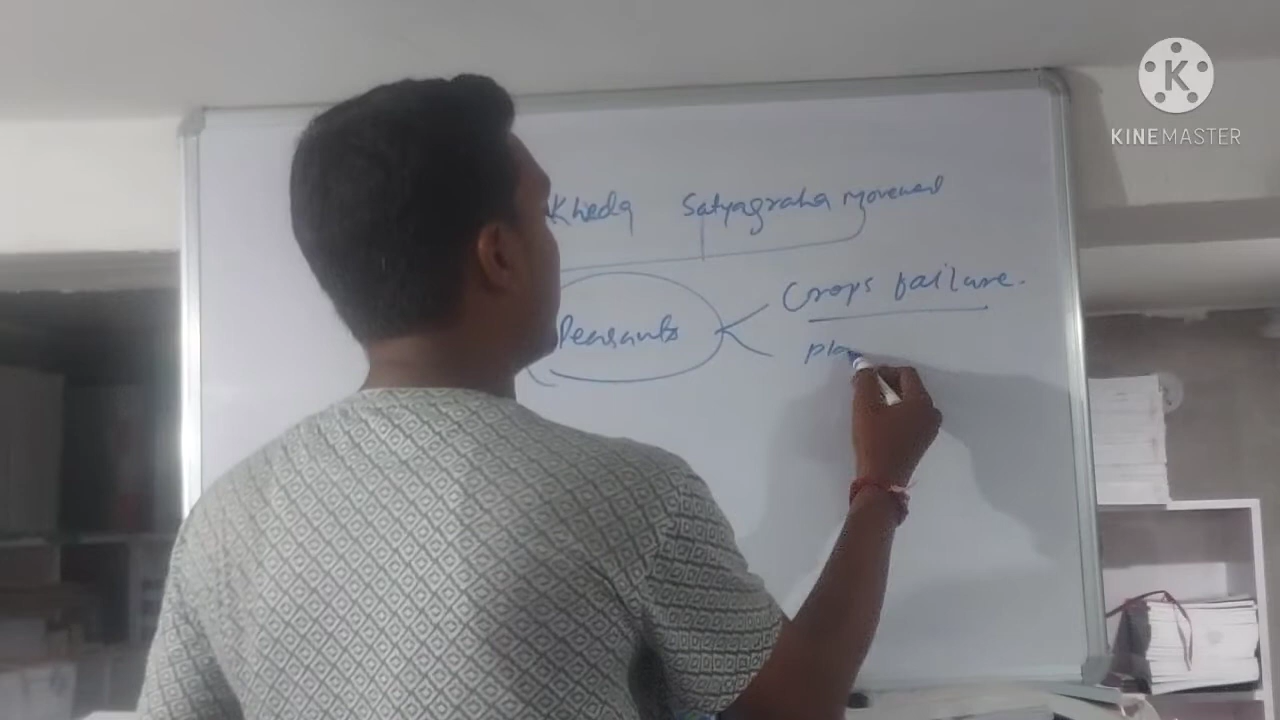 KINEMASTER
Kheda Satyagraha Movement
Crops failure.
Peasants
pla